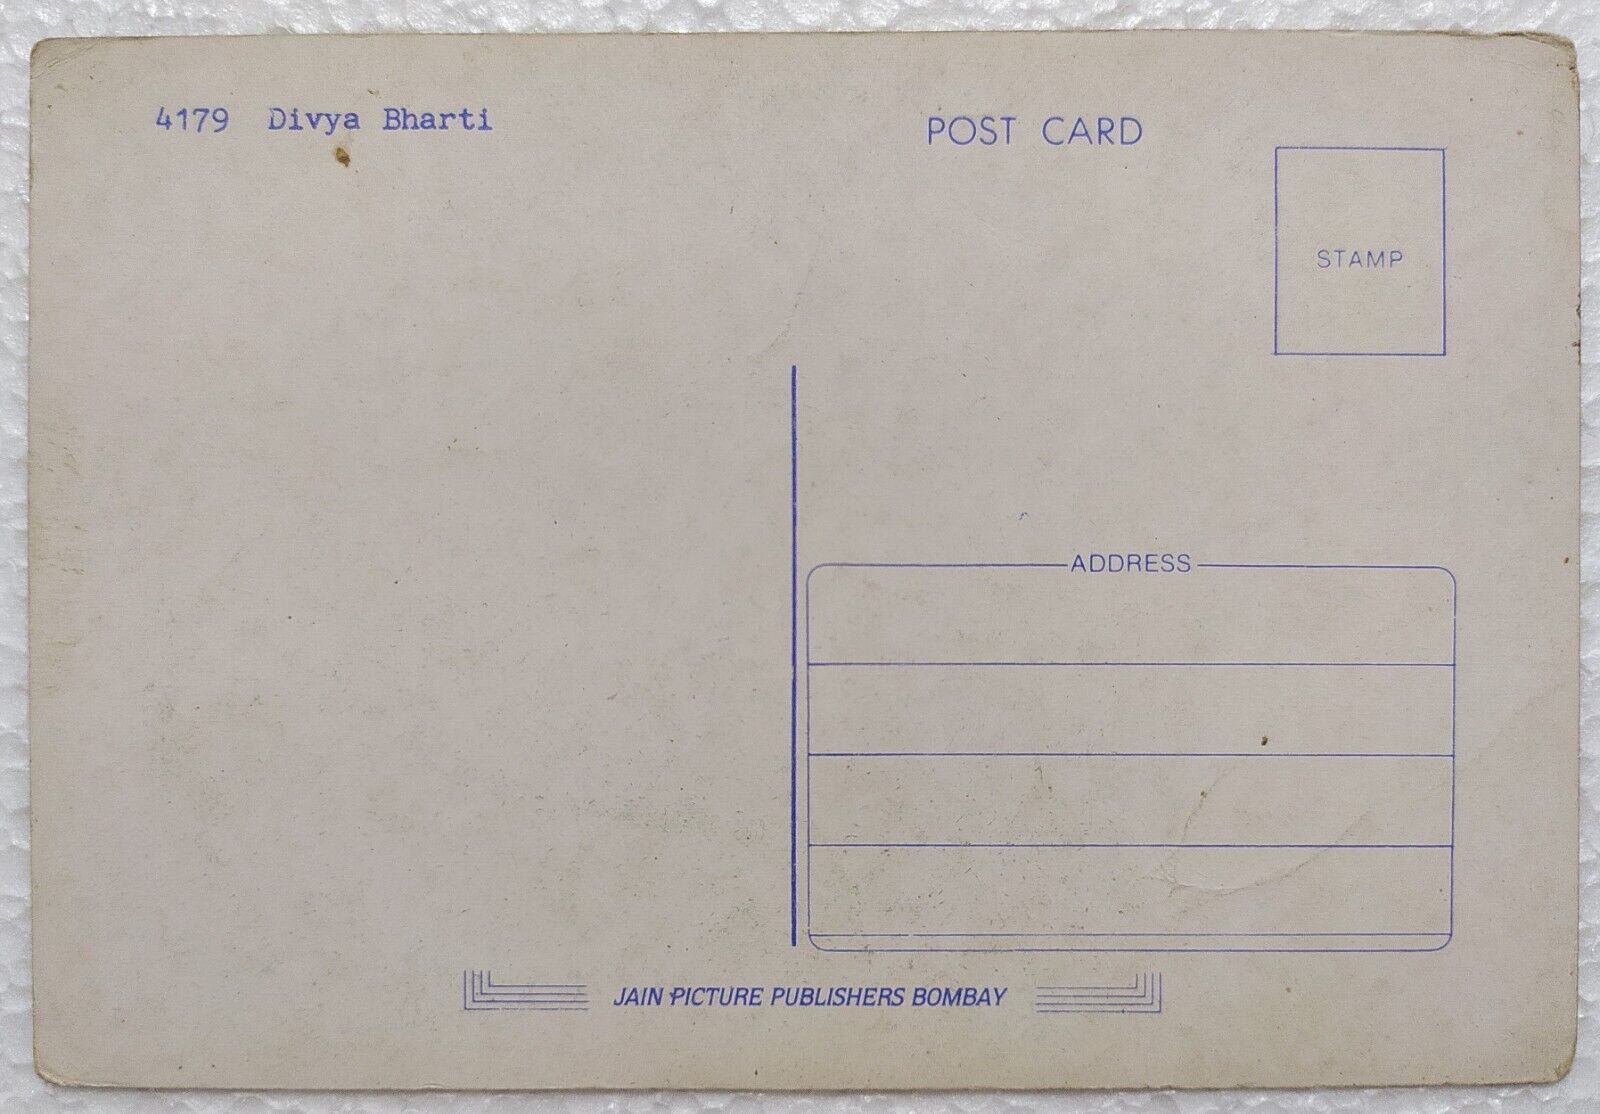 4179 Divya Bharti
POST CARD
STAMP
ADDRESS
JAIN PICTURE PUBLISHERS BOMBAY